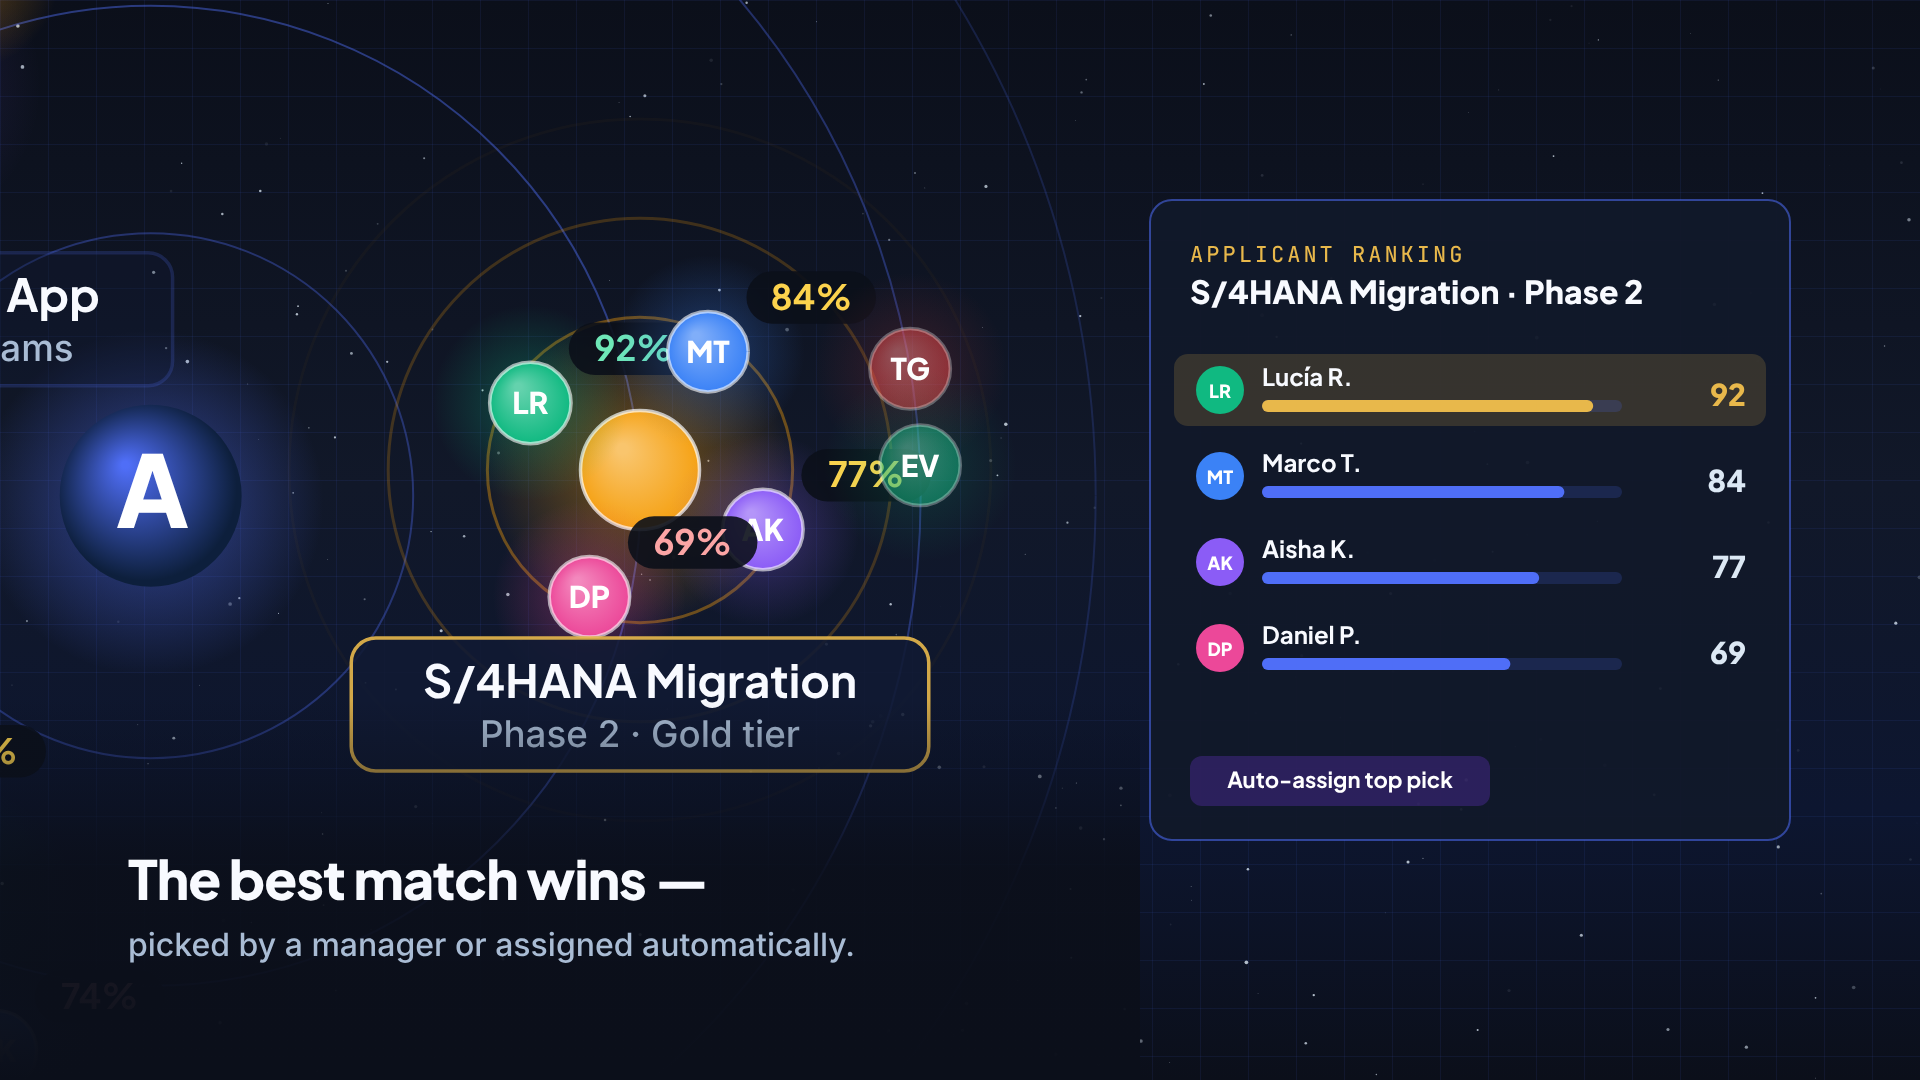 App
ams
A
84%
92%
MT
TG
LR
77%
EV
69%
AK
DP
S/4HANA Migration
Phase 2 · Gold tier
%
The best match wins —
picked by a manager or assigned automatically.
74%
APPLICANT RANKING
S/4HANA Migration · Phase 2
LR
Lucía R.
92
MT
Marco T.
84
AK
Aisha K.
77
DP
Daniel P.
69
Auto-assign top pick